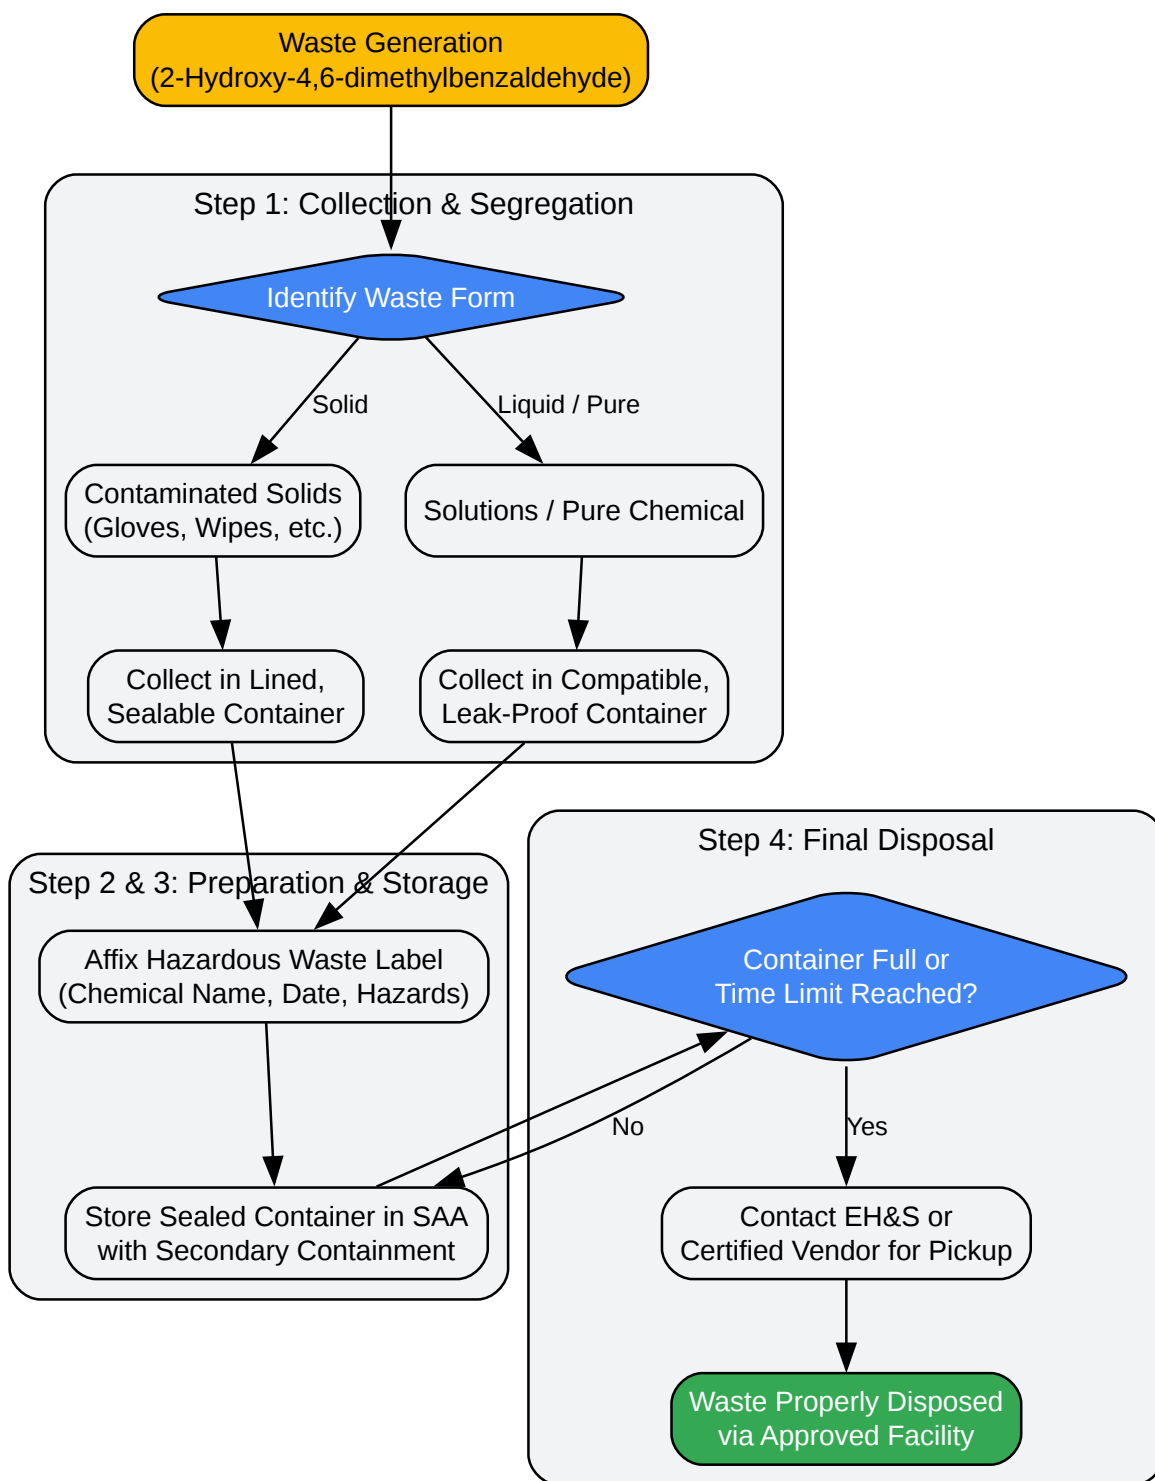 Waste Generation
(2-Hydroxy-4,6-dimethylbenzaldehyde)
Step 1: Collection & Segregation
Identify Waste Form
Solid
Liquid / Pure
Contaminated Solids
(Gloves, Wipes, etc.)
Solutions / Pure Chemical
Collect in Lined,
Sealable Container
Collect in Compatible,
Leak-Proof Container
Step 2 & 3: Preparation & Storage
Affix Hazardous Waste Label
(Chemical Name, Date, Hazards)
Store Sealed Container in SAA
with Secondary Containment
Step 4: Final Disposal
Container Full or
Time Limit Reached?
No
Yes
Contact EH&S or
Certified Vendor for Pickup
Waste Properly Disposed
via Approved Facility